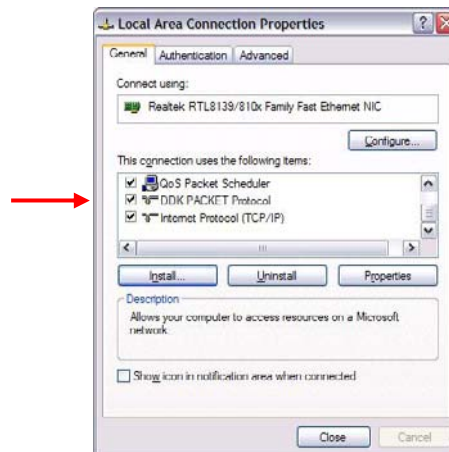 Local Area Connection Properties
General Authentication Advanced
Connect using:
Realtek RTL8139/810x Family Fast Ethernet NIC
Configure...
This connection uses the following items:
QoS Packet Scheduler
DDK PACKET Protocol
Internet Protocol (TCP/IP)
Install... Uninstall Properties
Description
Allows your computer to access resources on a Microsoft
network.
Show icon in notification area when connected
Close Cancel